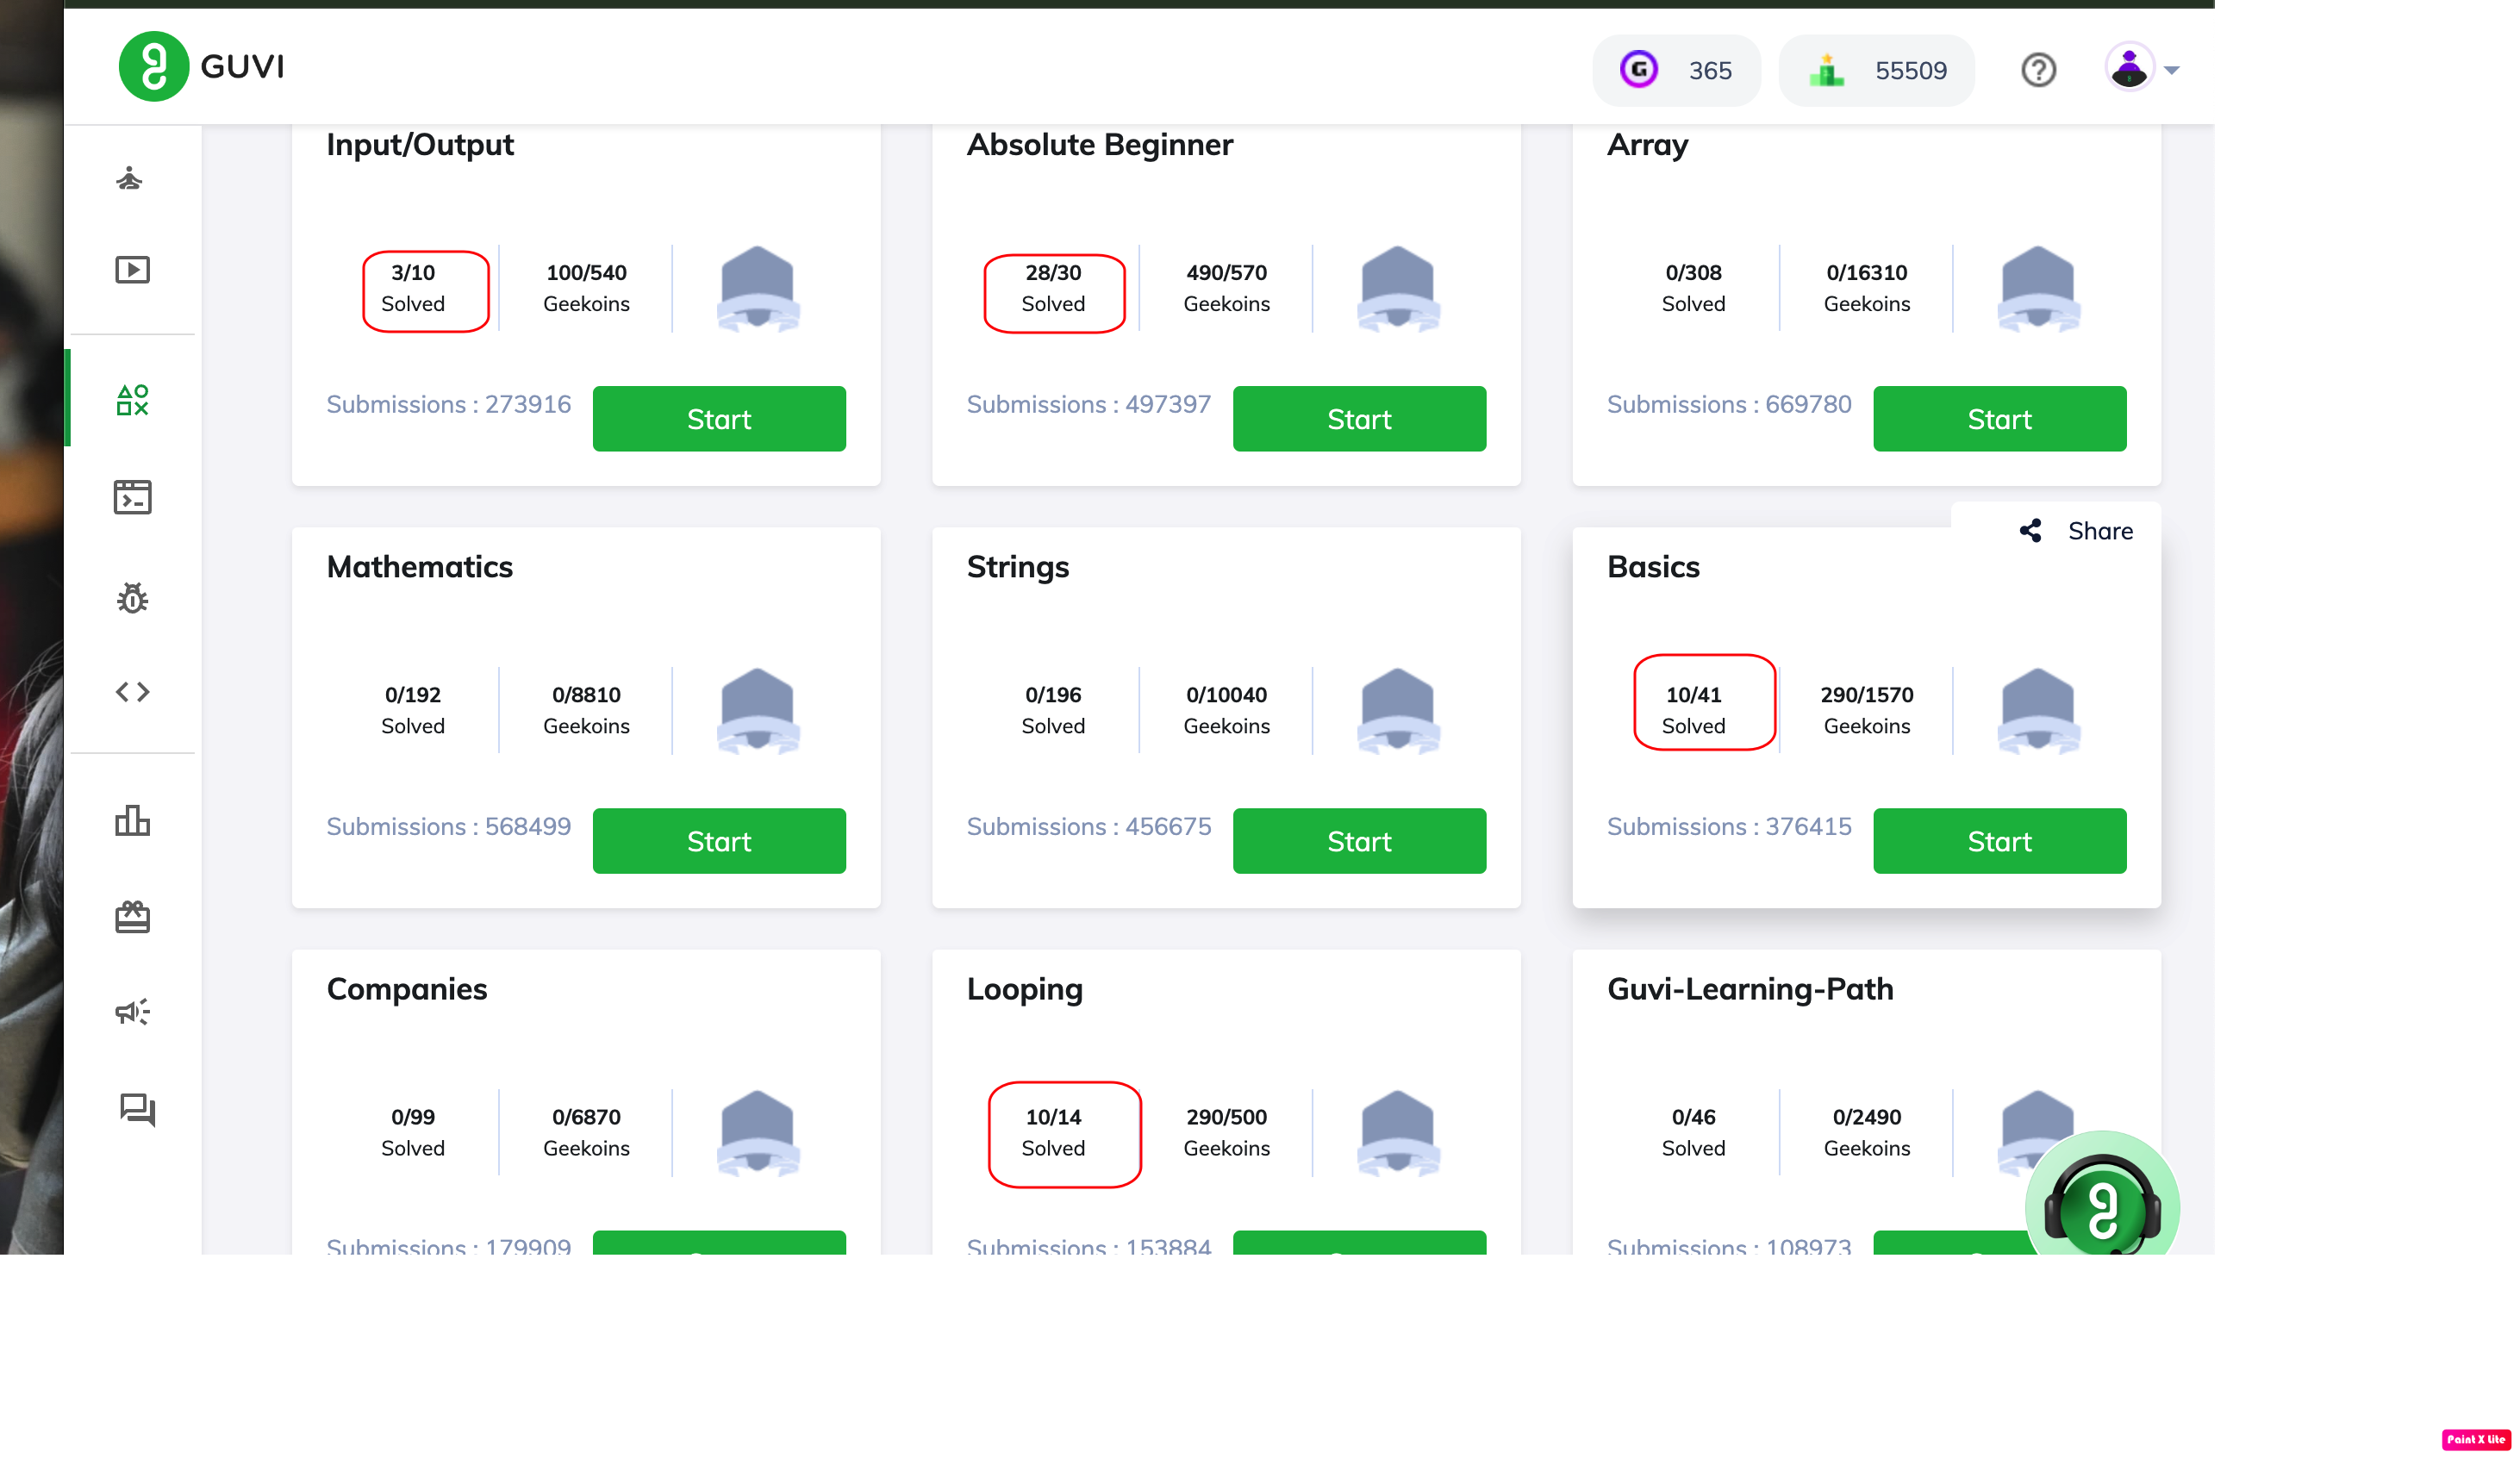 GUVI
365
55509
Input/Output
Absolute Beginner
Array
3/10
Solved
100/540
Geekoins
28/30
Solved
490/570
Geekoins
0/308
Solved
0/16310
Geekoins
Submissions : 273916
Start
Submissions : 497397
Start
Submissions : 669780
Start
Share
Mathematics
Strings
Basics
0/192
Solved
0/8810
Geekoins
0/196
Solved
0/10040
Geekoins
10/41
Solved
290/1570
Geekoins
Submissions : 568499
Start
Submissions : 456675
Start
Submissions : 376415
Start
Companies
Looping
Guvi-Learning-Path
0/99
Solved
0/6870
Geekoins
10/14
Solved
290/500
Geekoins
0/46
Solved
0/2490
Geekoins
Submissions : 179909
Submissions : 153884
Submissions : 108973
Paint X lite